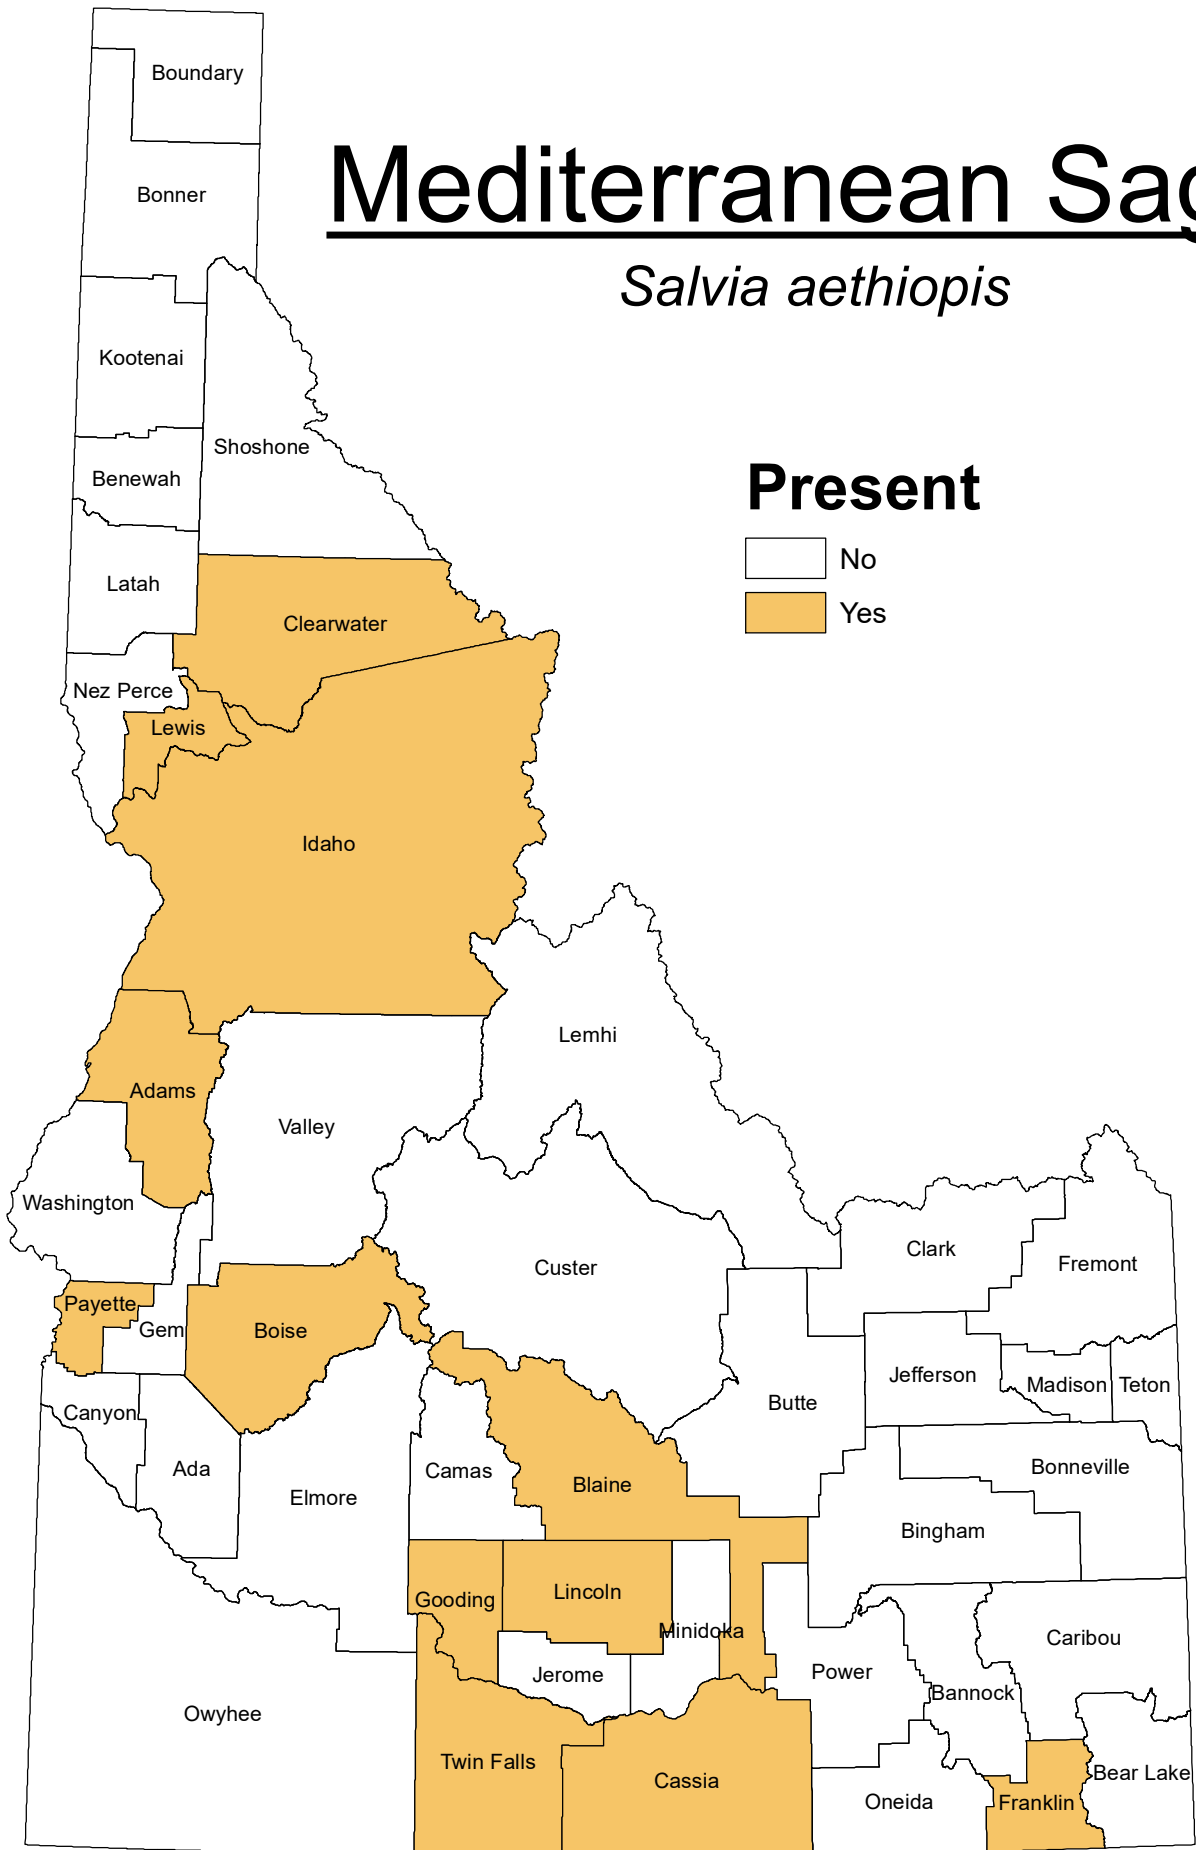 Boundary
Mediterranean Sag
Bonner
Salvia aethiopis
Kootenai
Shoshone
Present
Benewah
No
Latah
Yes
Clearwater
Nez Perce
Lewis
Idaho
Lemhi
Adams
Valley
Washington
Clark
Fremont
Custer
Payette
Gem
Boise
Jefferson
Madison
Teton
Butte
Canyon
Ada
Camas
Bonneville
Blaine
Elmore
Bingham
Gooding
Lincoln
Minidoka
Caribou
Jerome
Power
Bannock
Owyhee
Twin Falls
Cassia
Bear Lake
Oneida
Franklin